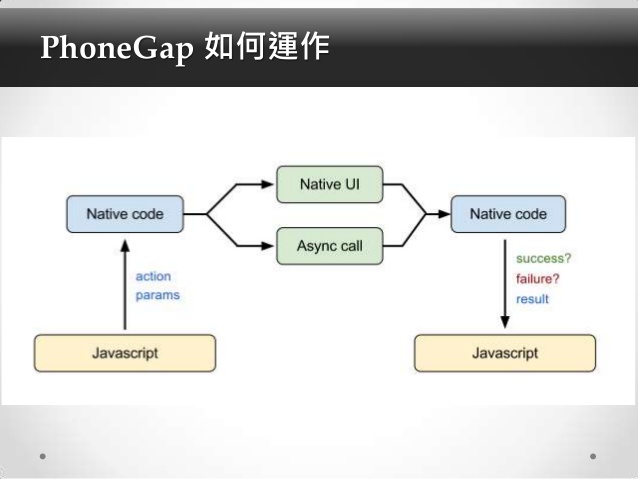 PhoneGap 如何運作
Native UI
Native code
Native code
Async call
success?
action
failure?
params
result
Javascript
Javascript